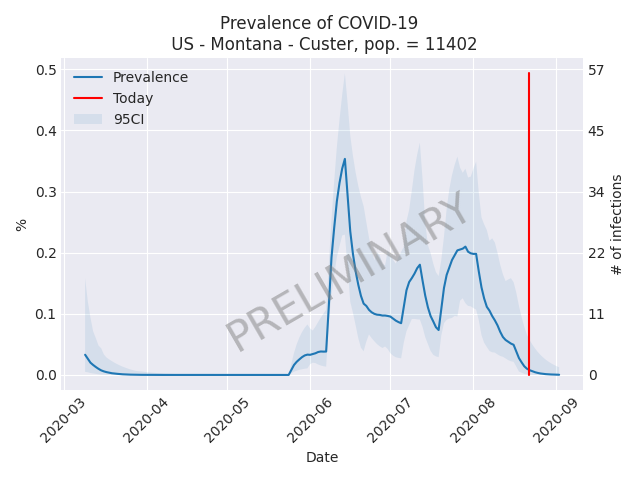 Prevalence of COVID-19
US - Montana - Custer, pop. = 11402
Prevalence
Today
95CI
0.5
0.4
0.3
0.2
0.1
0.0
%
57
45
34
22
11
0
# of infections
PRELIMINARY
2020-03
2020-04
2020-05
2020-06
2020-07
2020-08
2020-09
Date